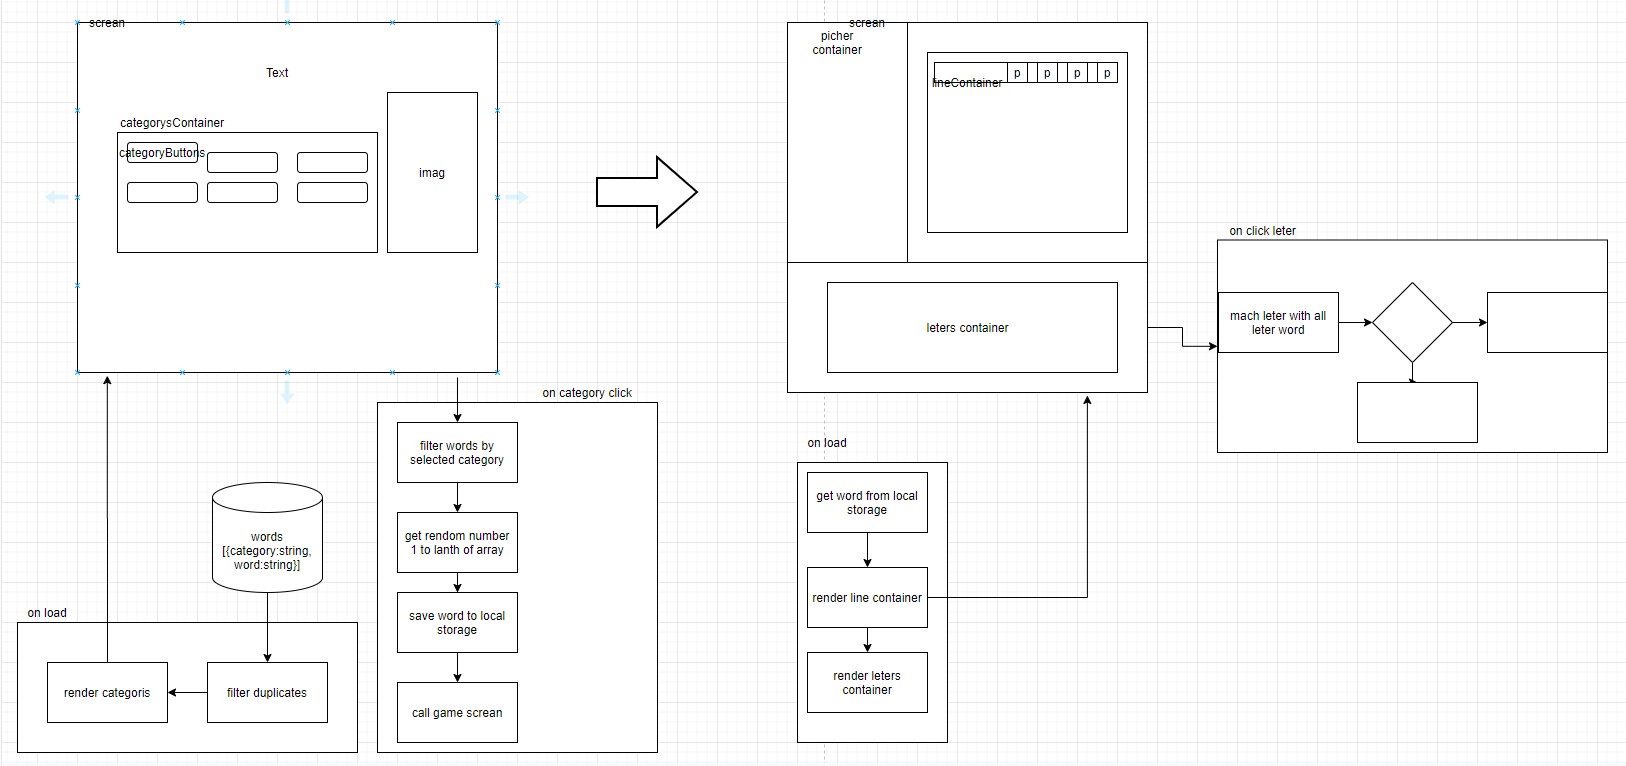 screan
Text
categorysContainer
categoryButtons
imag
on load
words
[{category:string,
word:string}]
render categoris
filter duplicates
on category click
filter words by
selected category
get rendom number
1 to lanth of array
save word to local
storage
call game screan
screan
picher
container
lineContainer
p
p
p
p
leters container
on load
get word from local
storage
render line container
render leters
container
on click leter
mach leter with all
leter word